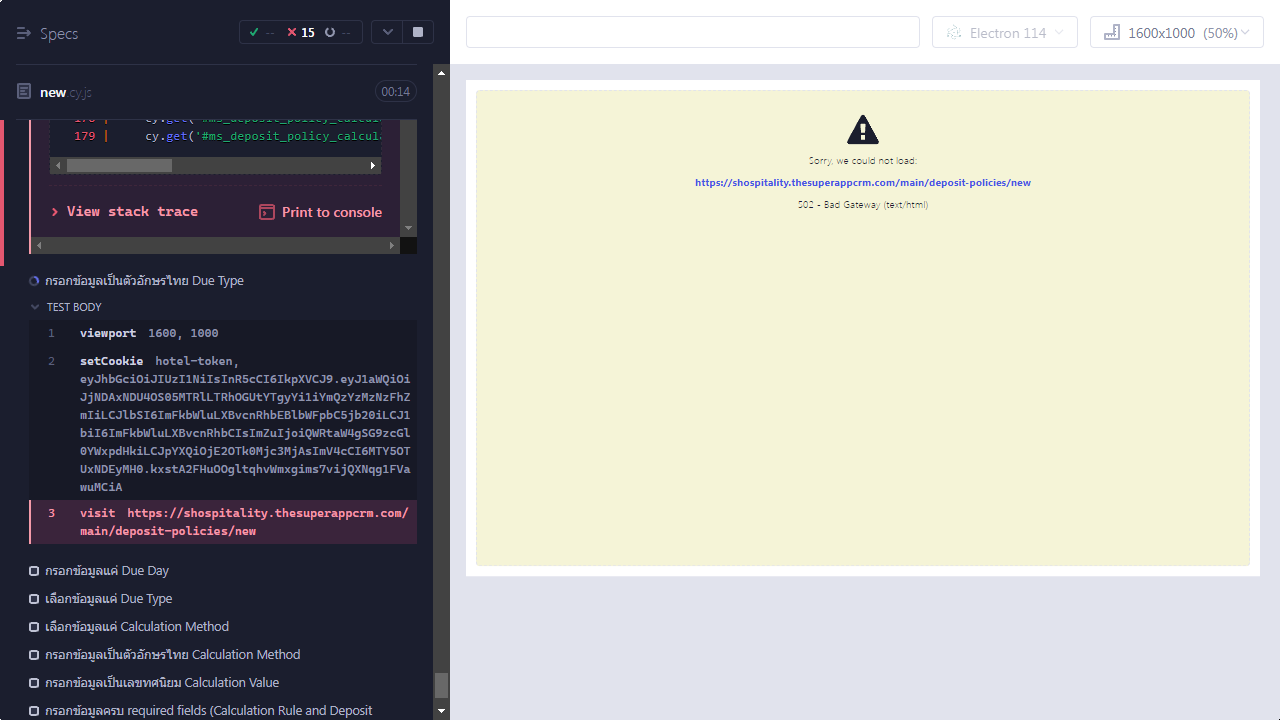 Specs
-- 15 --
new cy.js
00:14
179 | cy.get('#ms_deposit_policy_calcula
View stack trace
Print to console
กรอกข้อมูลเป็นตัวอักษรไทย Due Type
TEST BODY
1 viewport 1600, 1000
2 setCookie hotel-token,
eyJhbGciOiJIUzI1NiIsInR5cCI6IkpXVCJ9.eyJ1aWQiOi
JjNDAxNDU4OS05MTRlLTRhOGUtYTgyYi1iYmQzYzMzNzFhZ
mIiLCJlbSI6ImFkbWluLXBvcnRhbEBlbWFpbC5jb20iLCJ1
biI6ImFkbWluLXBvcnRhbCIsImZuIjoiQWRtaW4gSG9zcGl
0YWxpdHkiLCJpYXQiOjE2OTk0Mjc3MjAsImV4cCI6MTY5OT
UxNDEyMH0.kxstA2FHuOOgltqhvWmxgims7vijQXNqg1FVa
wuMCiA
3 visit https://shospitality.thesuperappcrm.com/
main/deposit-policies/new
กรอกข้อมูลแค่ Due Day
เลือกข้อมูลแค่ Due Type
เลือกข้อมูลแค่ Calculation Method
กรอกข้อมูลเป็นตัวอักษรไทย Calculation Method
กรอกข้อมูลเป็นเลขทศนิยม Calculation Value
กรอกข้อมูลครบ required fields (Calculation Rule and Deposit
Electron 114
1600x1000 (50%)
Sorry, we could not load:
https://shospitality.thesuperappcrm.com/main/deposit-policies/new
502 - Bad Gateway (text/html)